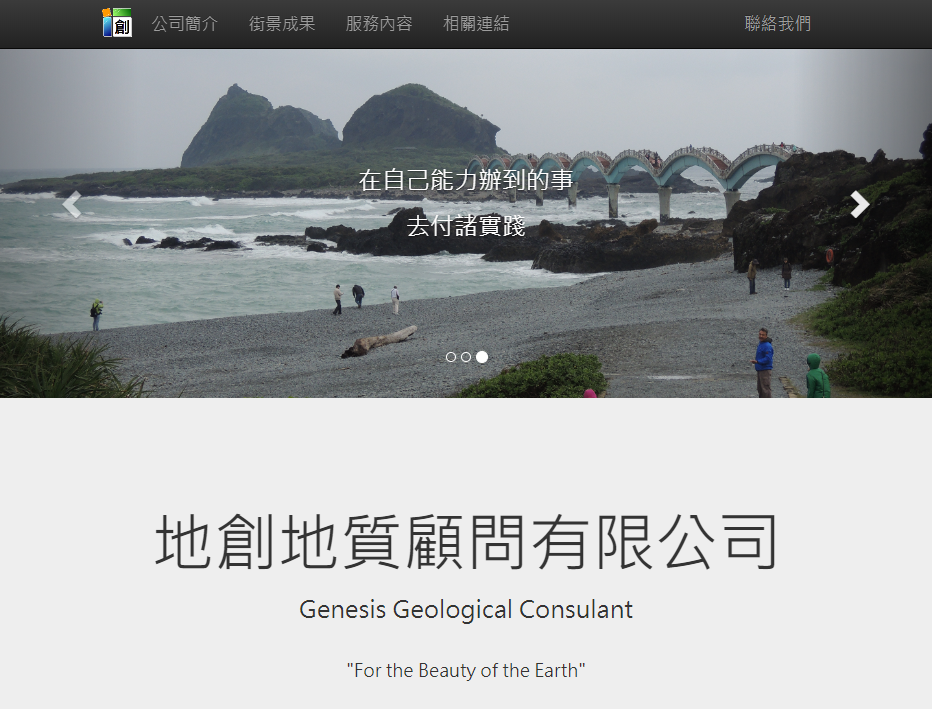 創
公司簡介 街景成果 服務內容 相關連結 聯絡我們
在自己能力辦到的事
去付諸實踐
地創地質顧問有限公司
Genesis Geological Consulant
"For the Beauty of the Earth"